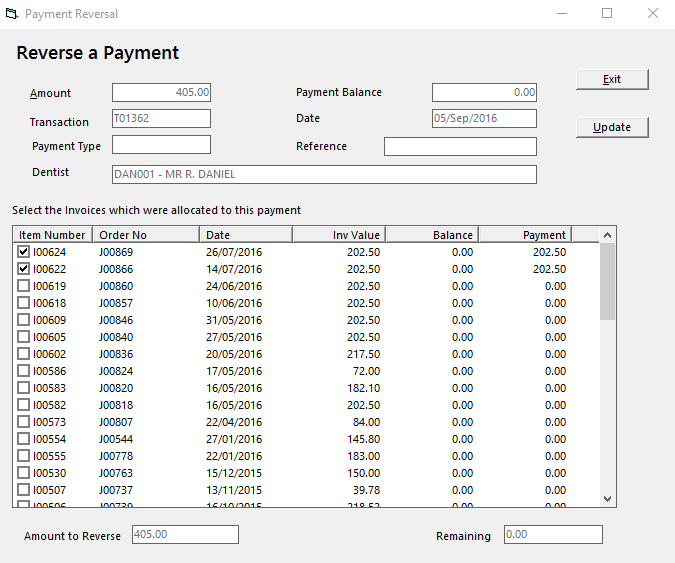 Payment Reversal
Reverse a Payment
Amount 405.00 Payment Balance 0.00 Exit
Transaction T01362 Date 05/Sep/2016 Update
Payment Type Reference
Dentist DAN001 - MR R. DANIEL
Select the Invoices which were allocated to this payment
Item Number Order No Date Inv Value Balance Payment
I00624 J00869 26/07/2016 202.50 0.00 202.50
I00622 J00866 14/07/2016 202.50 0.00 202.50
I00619 J00860 24/06/2016 202.50 0.00 0.00
I00618 J00857 10/06/2016 202.50 0.00 0.00
I00609 J00846 31/05/2016 202.50 0.00 0.00
I00605 J00840 27/05/2016 202.50 0.00 0.00
I00602 J00836 20/05/2016 217.50 0.00 0.00
I00586 J00824 17/05/2016 72.00 0.00 0.00
I00583 J00820 16/05/2016 182.10 0.00 0.00
I00582 J00818 16/05/2016 202.50 0.00 0.00
I00573 J00807 22/04/2016 84.00 0.00 0.00
I00554 J00544 27/01/2016 145.80 0.00 0.00
I00555 J00778 22/01/2016 183.00 0.00 0.00
I00530 J00763 15/12/2015 150.00 0.00 0.00
I00507 J00737 13/11/2015 39.78 0.00 0.00
I00506 J00739 16/10/2015 218.52 0.00 0.00
Amount to Reverse 405.00 Remaining 0.00